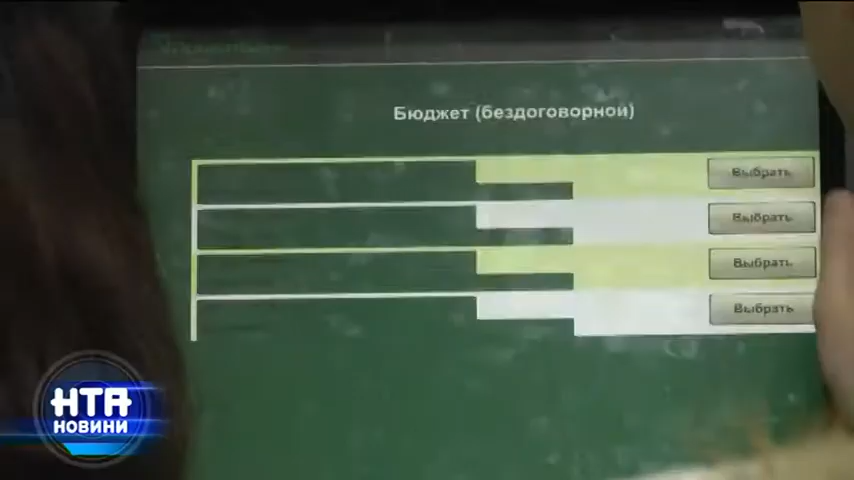 Бюджет (бездоговорной)
Выбрать
Выбрать
Выбрать
Выбрать
НТА
НОВИНИ